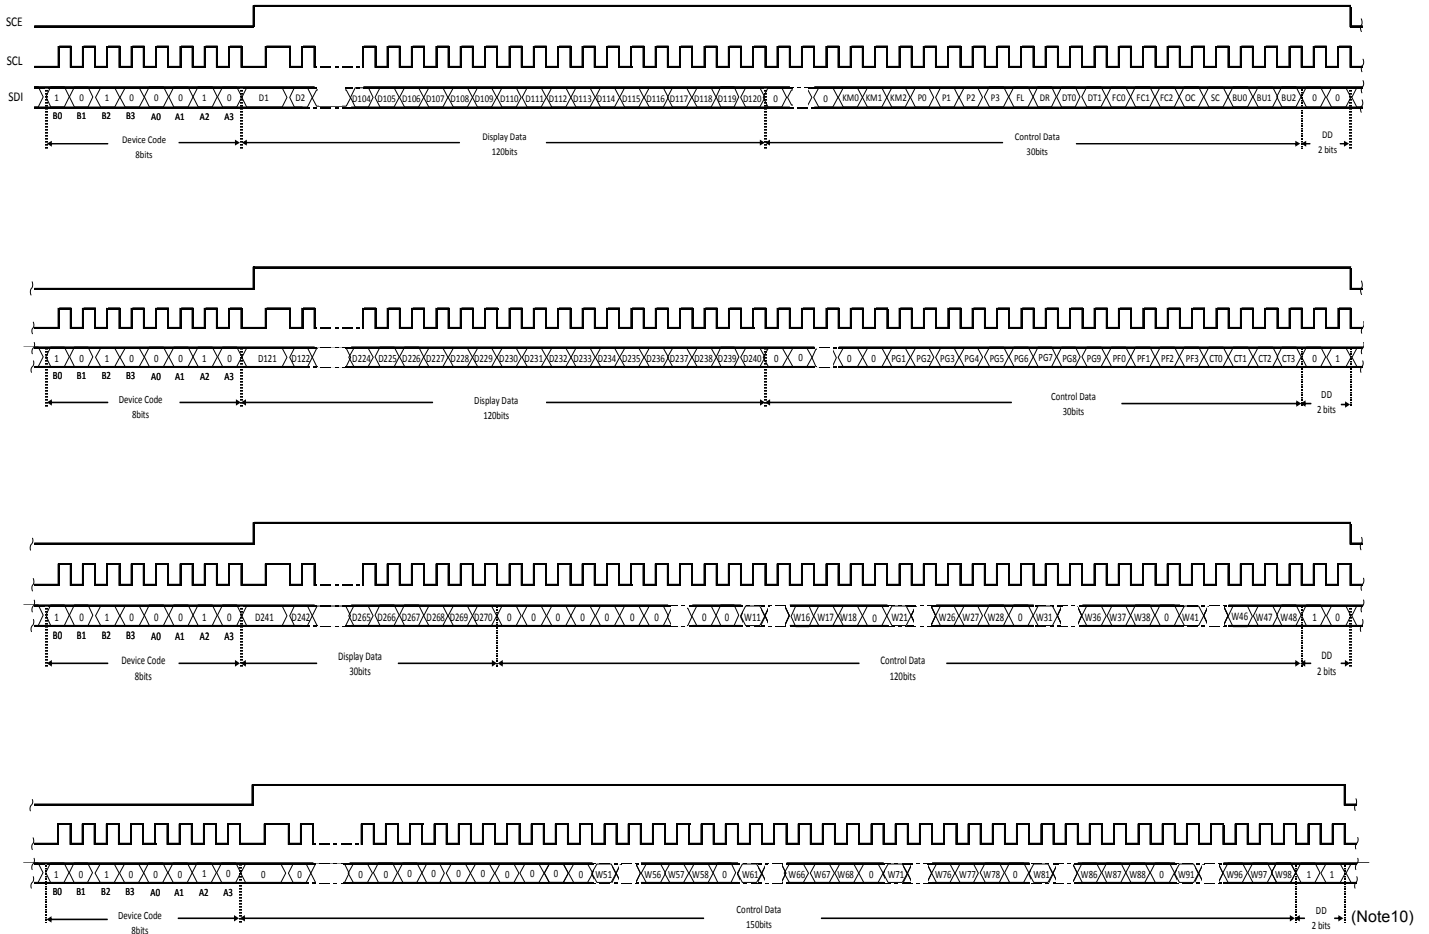 SCE
SCL
SDI 1 0 1 0 0 0 1 0 D1 D2 D104 D105 D106 D107 D108 D109 D110 D111 D112 D113 D114 D115 D116 D117 D118 D119 D120 0 0 KM0 KM1 KM2 P0 P1 P2 P3 FL DR DT0 DT1 FC0 FC1 FC2 OC SC BU0 BU1 BU2 0 0
B0 B1 B2 B3 A0 A1 A2 A3
Device Code Display Data Control Data DD
8bits 120bits 30bits 2 bits
1 0 1 0 0 0 1 0 D121 D122 D224 D225 D226 D227 D228 D229 D230 D231 D232 D233 D234 D235 D236 D237 D238 D239 D240 0 0 0 0 PG1 PG2 PG3 PG4 PG5 PG6 PG7 PG8 PG9 PF0 PF1 PF2 PF3 CT0 CT1 CT2 CT3 0 1
B0 B1 B2 B3 A0 A1 A2 A3
Device Code Display Data Control Data DD
8bits 120bits 30bits 2 bits
1 0 1 0 0 0 1 0 D241 D242 D265 D266 D267 D268 D269 D270 0 0 0 0 0 0 0 0 0 W11 W16 W17 W18 0 W21 W26 W27 W28 0 W31 W36 W37 W38 0 W41 W46 W47 W48 1 0
B0 B1 B2 B3 A0 A1 A2 A3
Device Code Display Data Control Data DD
8bits 30bits 120bits 2 bits
1 0 1 0 0 0 1 0 0 0 0 0 0 0 0 0 0 0 0 0 W51 W56 W57 W58 0 W61 W66 W67 W68 0 W71 W76 W77 W78 0 W81 W86 W87 W88 0 W91 W96 W97 W98 1 1
B0 B1 B2 B3 A0 A1 A2 A3
Device Code Control Data DD (Note10)
8bits 150bits 2 bits